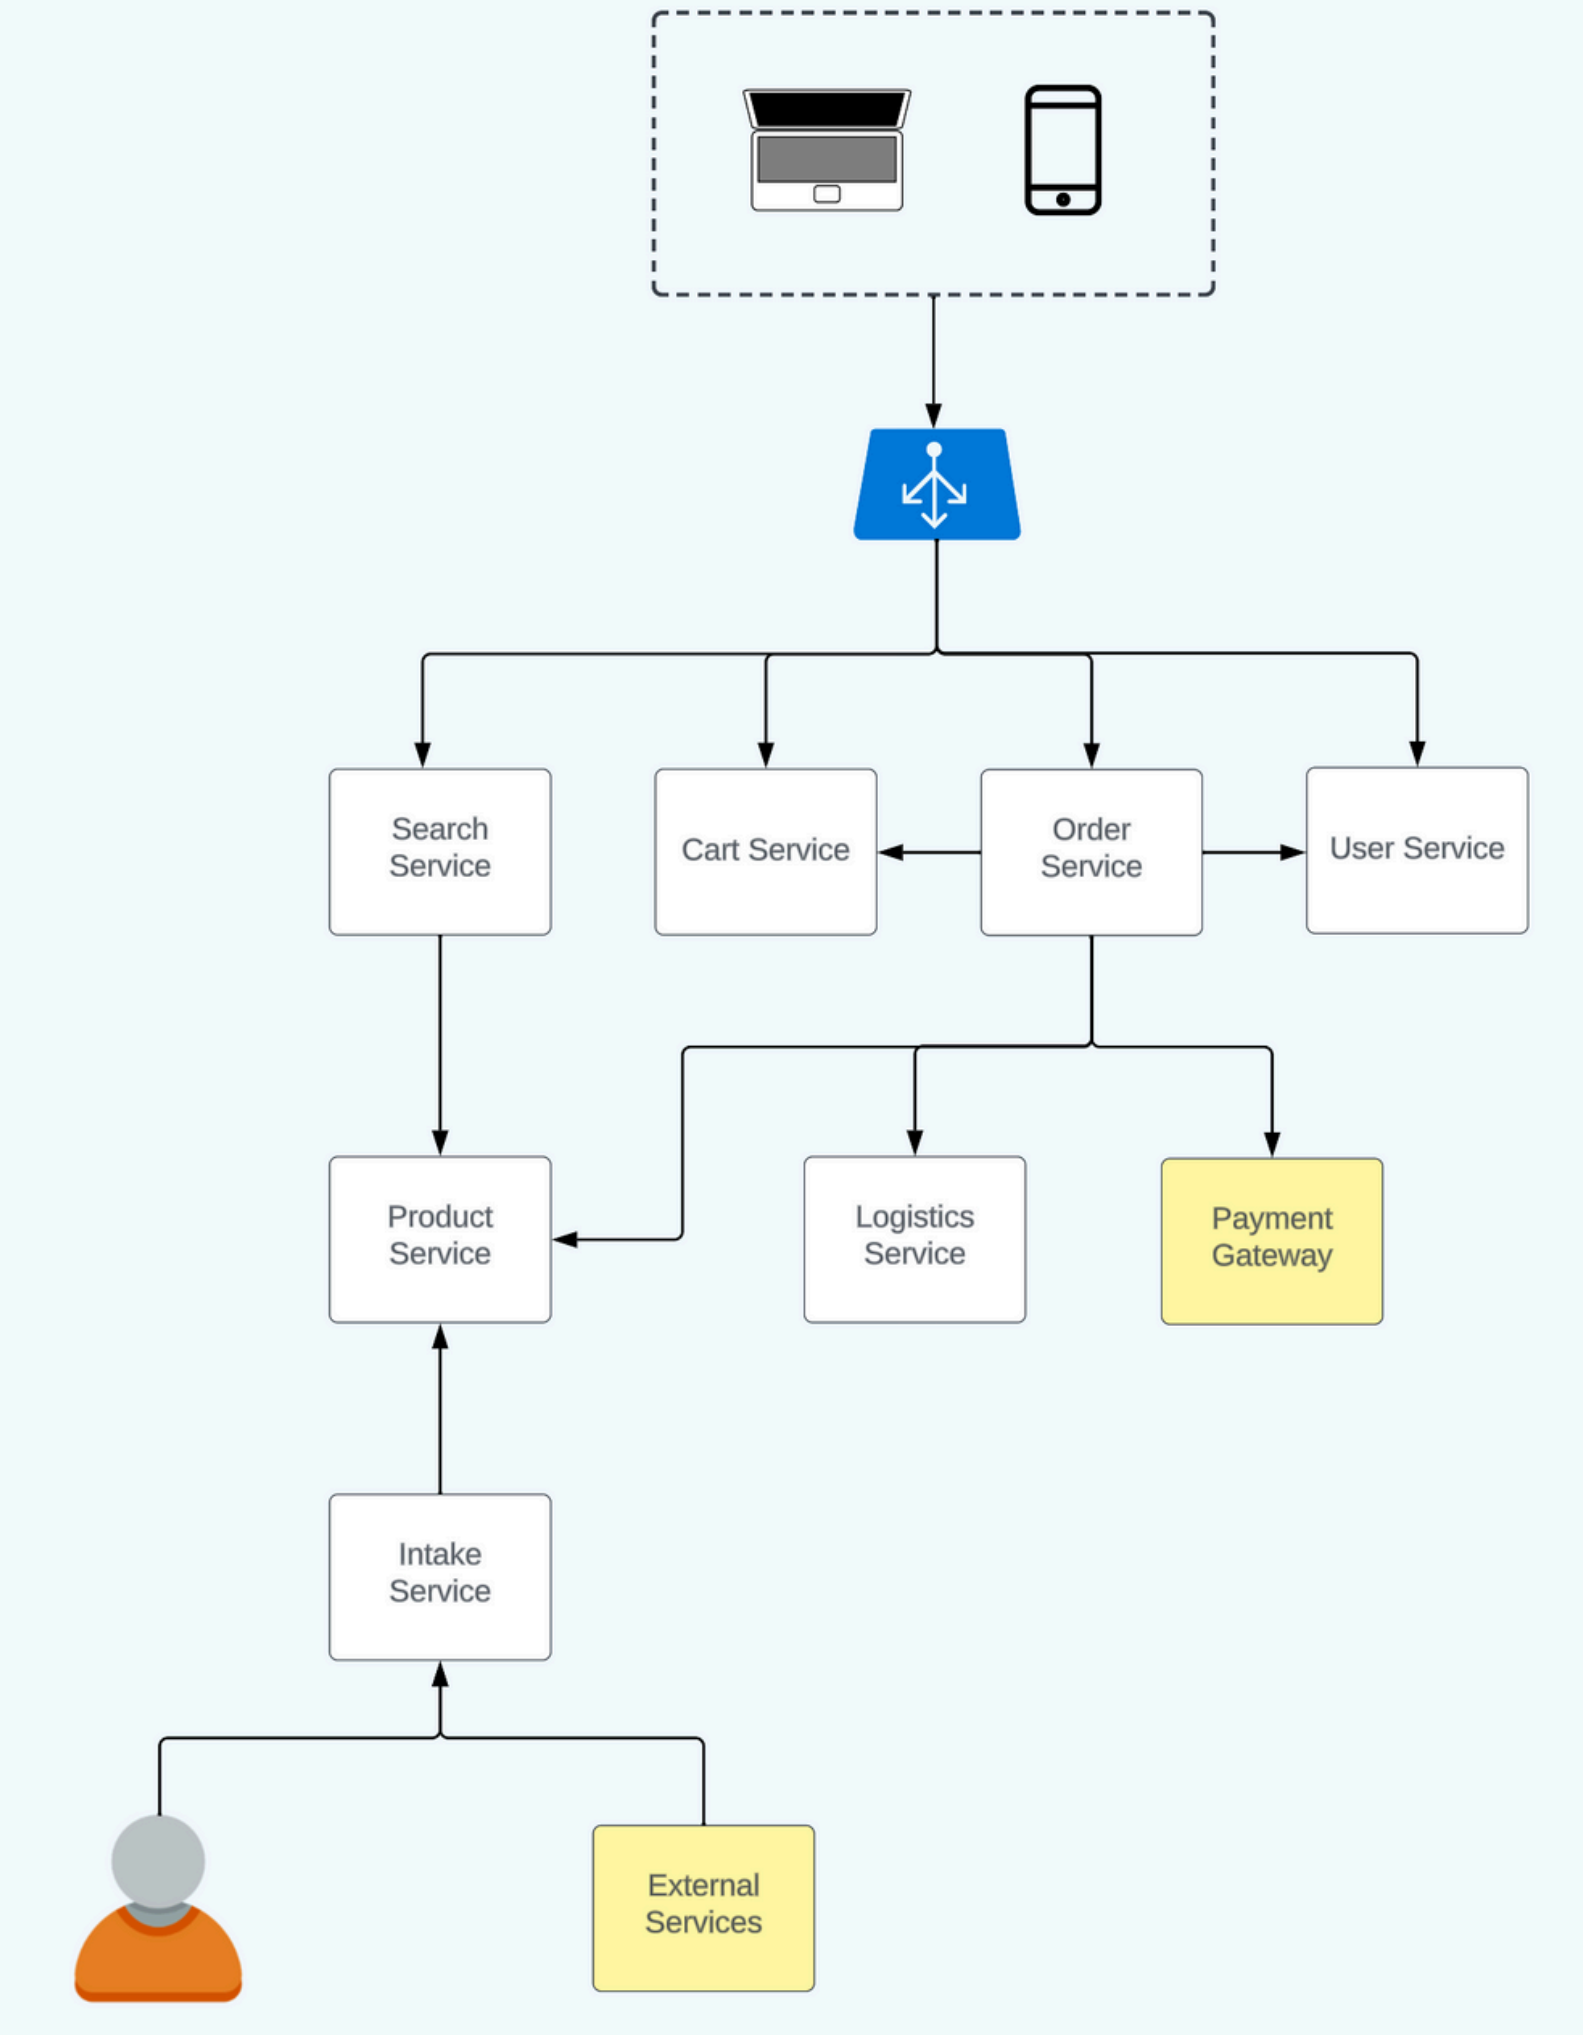 Search
Service
Cart Service
Order
Service
User Service
Product
Service
Logistics
Service
Payment
Gateway
Intake
Service
External
Services